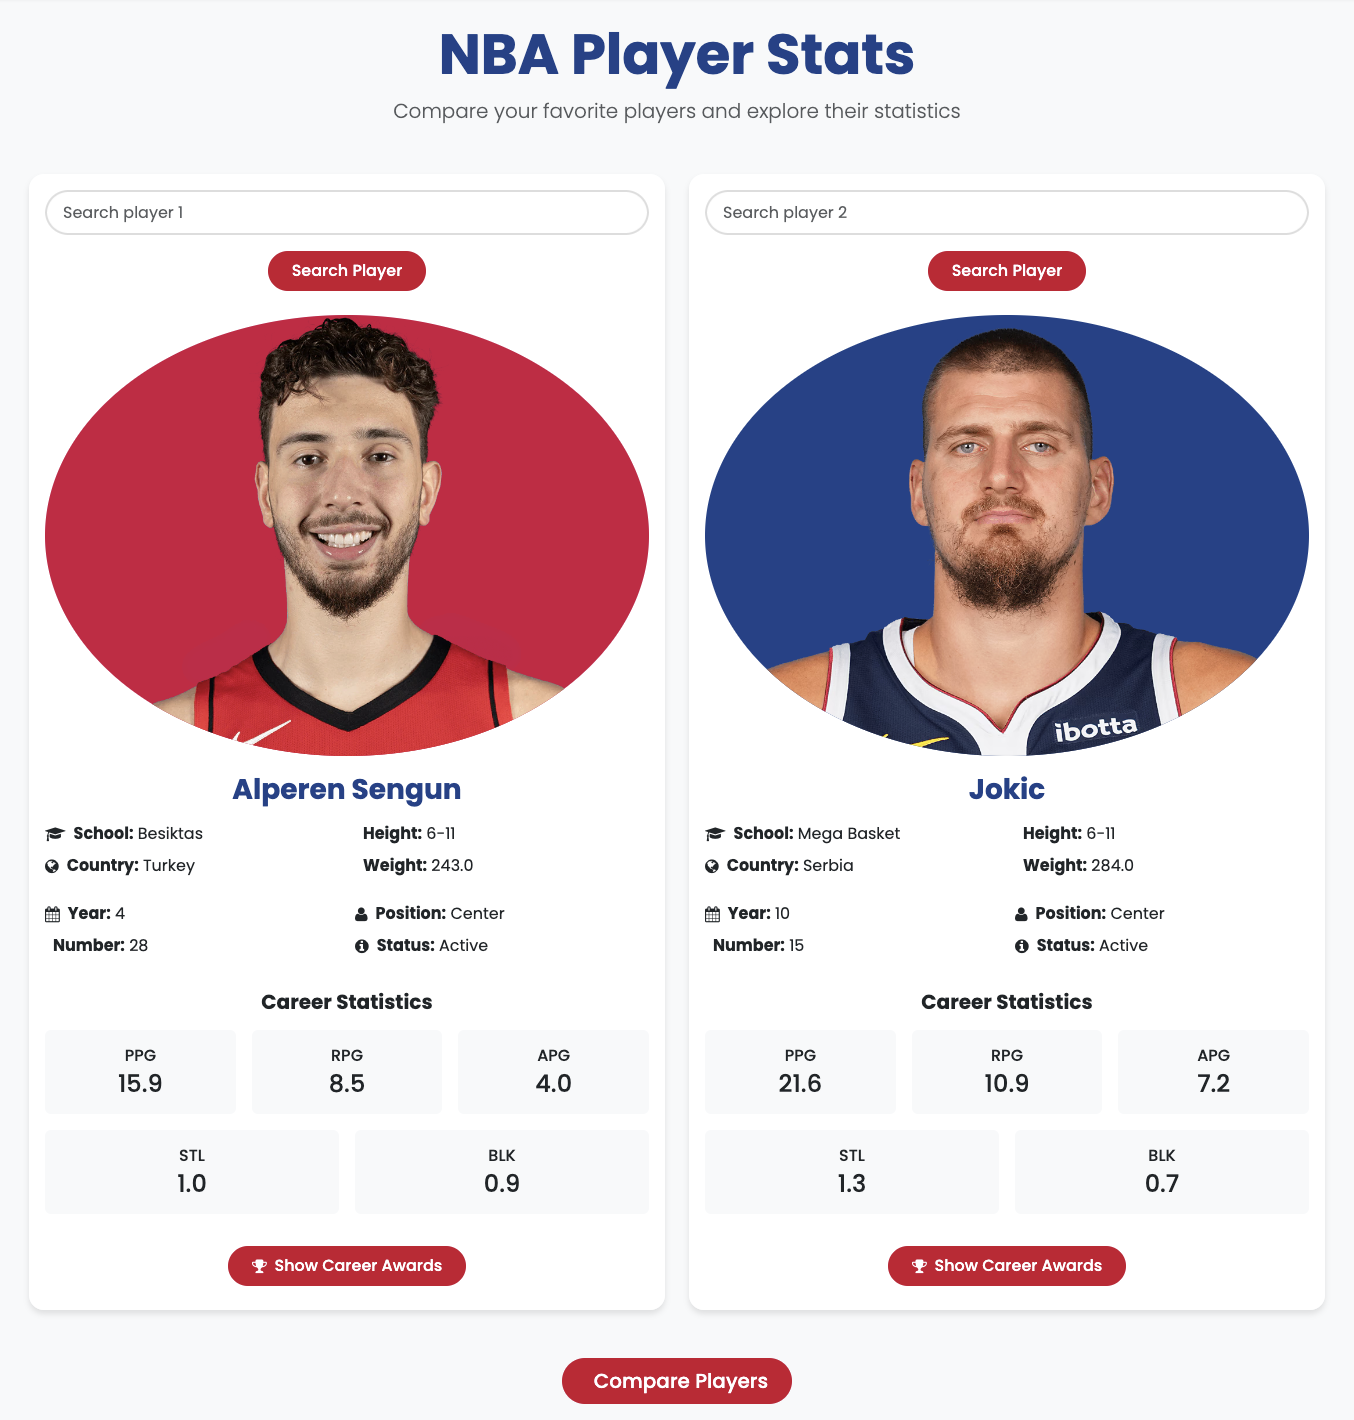 NBA Player Stats
Compare your favorite players and explore their statistics
Search player 1
Search Player
Alperen Sengun
School: Besiktas
Height: 6-11
Country: Turkey
Weight: 243.0
Year: 4
Position: Center
Number: 28
Status: Active
Career Statistics
PPG
15.9
RPG
8.5
APG
4.0
STL
1.0
BLK
0.9
Show Career Awards
Search player 2
Search Player
ibotta
Jokic
School: Mega Basket
Height: 6-11
Country: Serbia
Weight: 284.0
Year: 10
Position: Center
Number: 15
Status: Active
Career Statistics
PPG
21.6
RPG
10.9
APG
7.2
STL
1.3
BLK
0.7
Show Career Awards
Compare Players